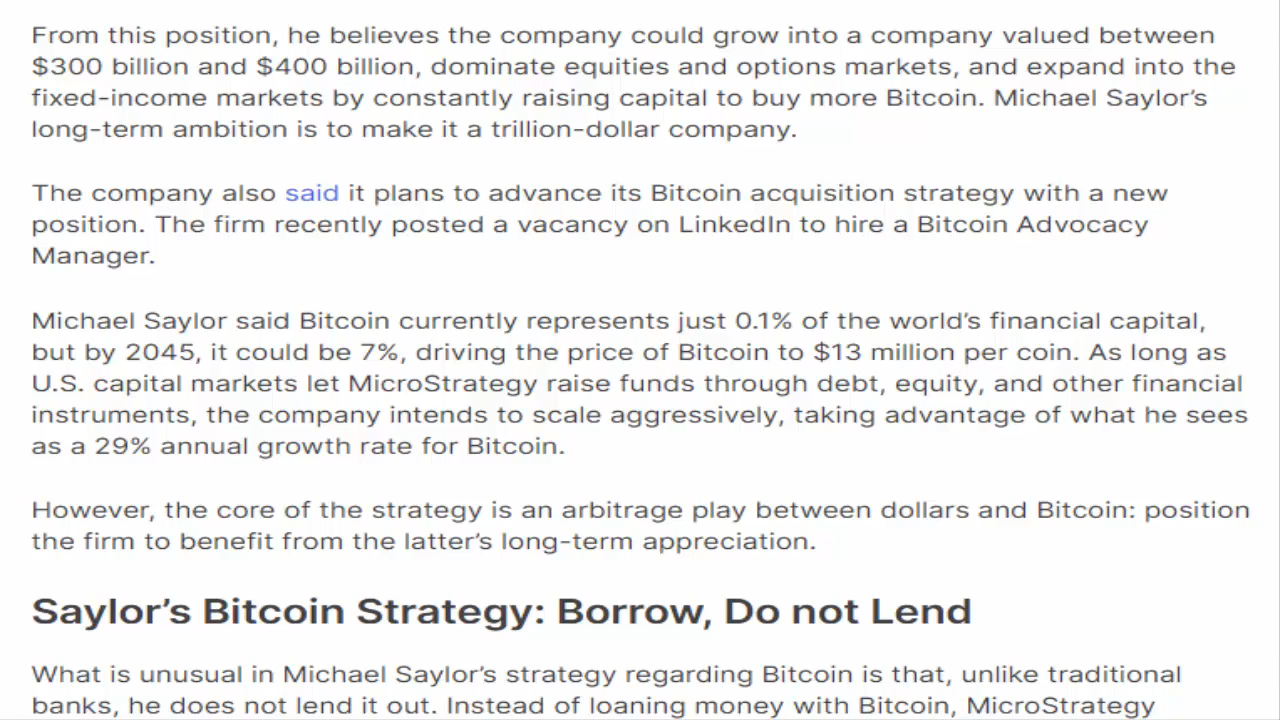 From this position, he believes the company could grow into a company valued between
$300 billion and $400 billion, dominate equities and options markets, and expand into the
fixed-income markets by constantly raising capital to buy more Bitcoin. Michael Saylor’s
long-term ambition is to make it a trillion-dollar company.
The company also said it plans to advance its Bitcoin acquisition strategy with a new
position. The firm recently posted a vacancy on LinkedIn to hire a Bitcoin Advocacy
Manager.
Michael Saylor said Bitcoin currently represents just 0.1% of the world’s financial capital,
but by 2045, it could be 7%, driving the price of Bitcoin to $13 million per coin. As long as
U.S. capital markets let MicroStrategy raise funds through debt, equity, and other financial
instruments, the company intends to scale aggressively, taking advantage of what he sees
as a 29% annual growth rate for Bitcoin.
However, the core of the strategy is an arbitrage play between dollars and Bitcoin: position
the firm to benefit from the latter’s long-term appreciation.
Saylor’s Bitcoin Strategy: Borrow, Do not Lend
What is unusual in Michael Saylor’s strategy regarding Bitcoin is that, unlike traditional
banks, he does not lend it out. Instead of loaning money with Bitcoin, MicroStrategy